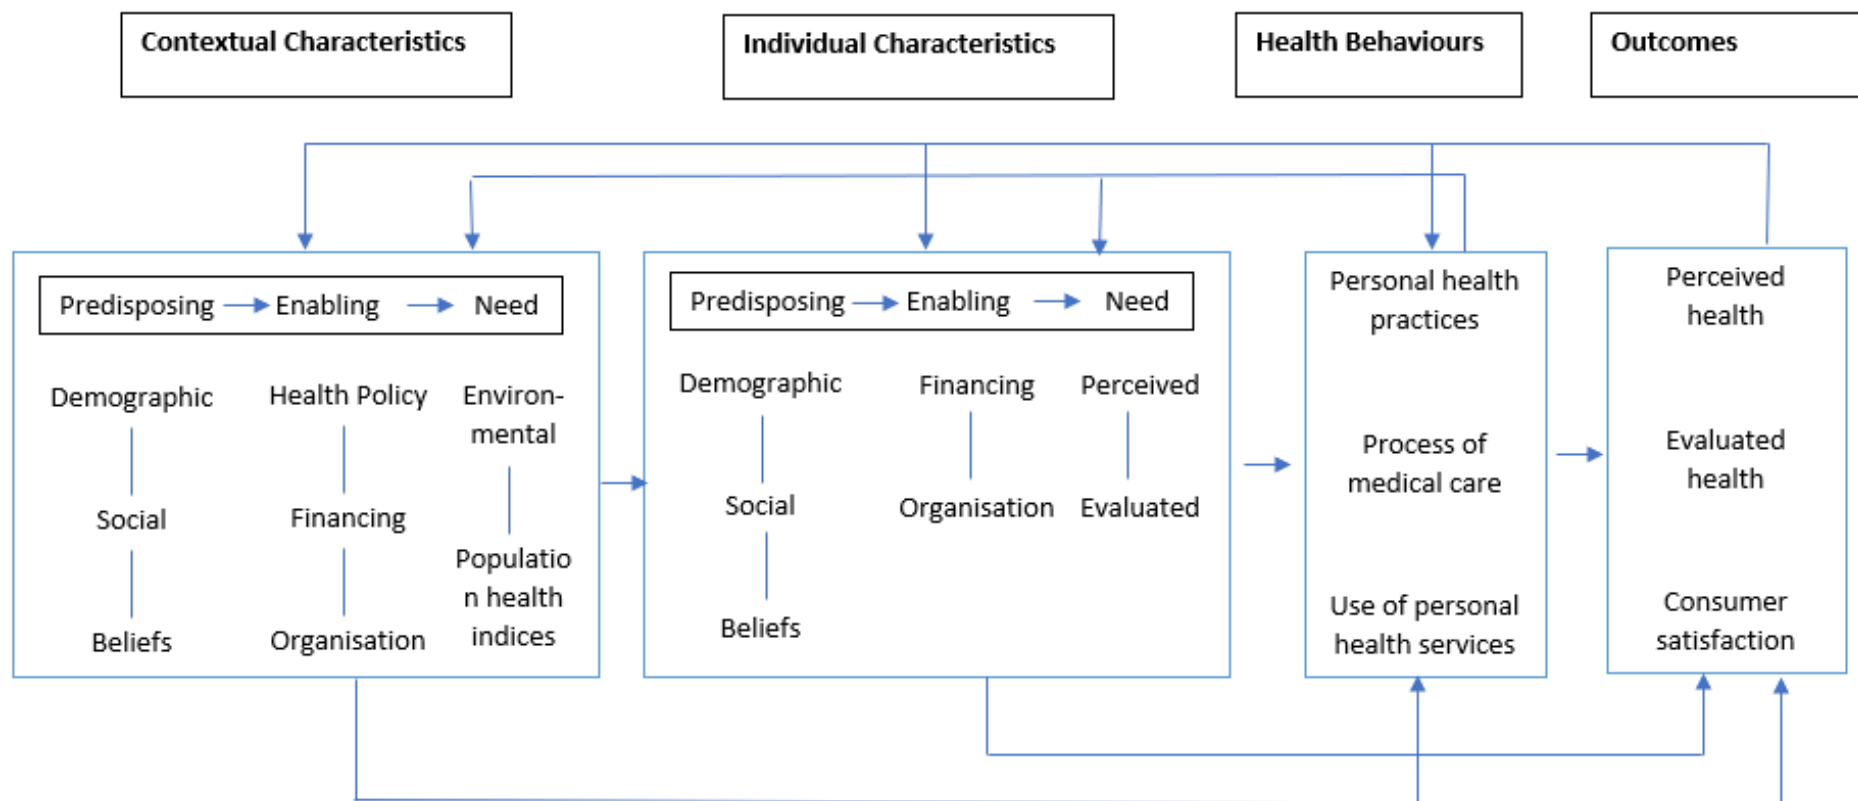 Contextual Characteristics
Individual Characteristics
Health Behaviours
Outcomes
Predisposing
Enabling
Need
Demographic
Social
Beliefs
Health Policy
Financing
Organisation
Environ-
mental
Populatio
n health
indices
Predisposing
Enabling
Need
Demographic
Social
Beliefs
Financing
Organisation
Perceived
Evaluated
Personal health
practices
Process of
medical care
Use of personal
health services
Perceived
health
Evaluated
health
Consumer
satisfaction